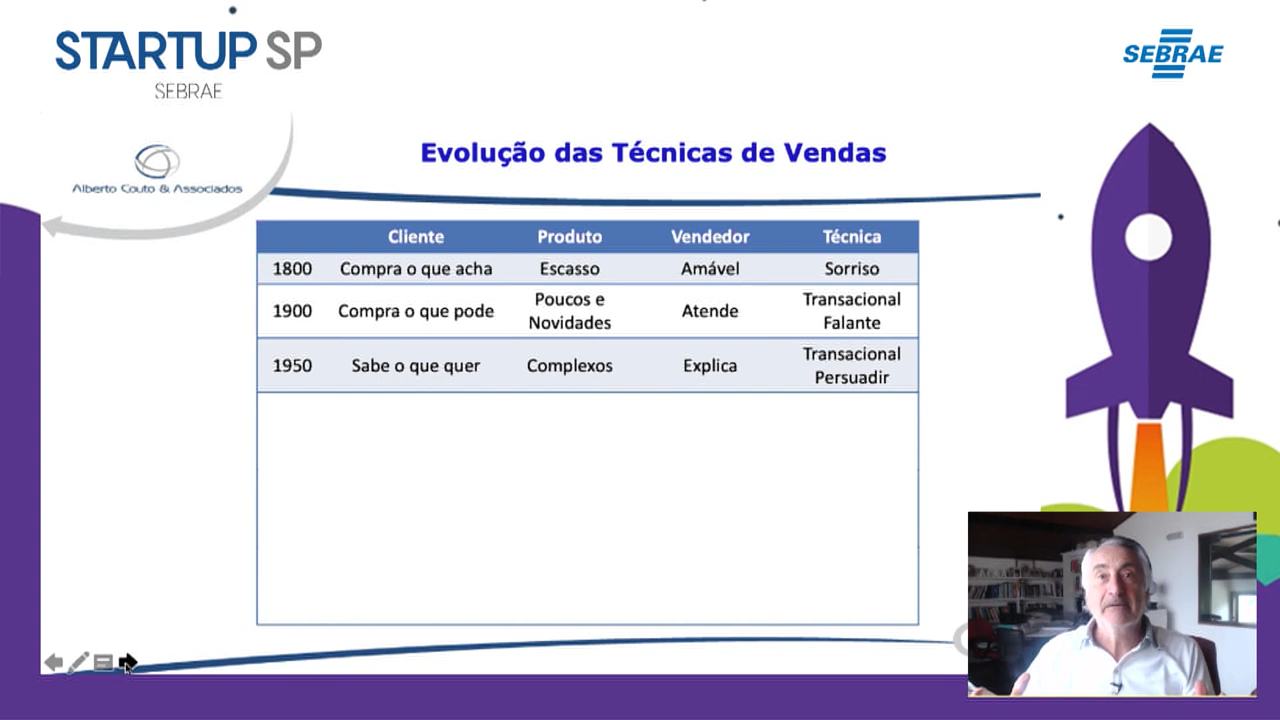 STARTUP SP
SEBRAE
SEBRAE
Alberto Couto & Associados
Evolução das Técnicas de Vendas
Cliente Produto Vendedor Técnica
1800 Compra o que acha Escasso Amável Sorriso
1900 Compra o que pode Poucos e Novidades Atende Transacional Falante
1950 Sabe o que quer Complexos Explica Transacional Persuadir